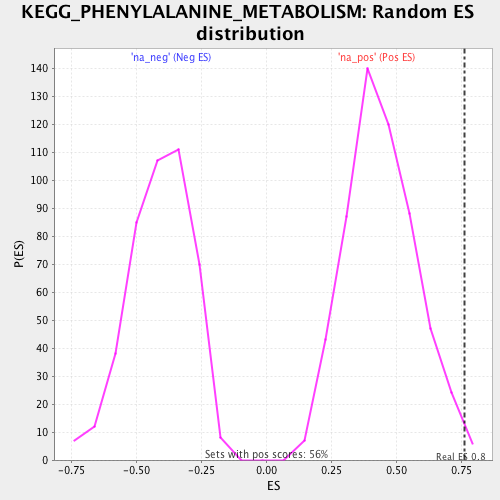 KEGG_PHENYLALANINE_METABOLISM: Random ES
distribution
'na_neg' (Neg ES)
'na_pos' (Pos ES)
140
130
120
110
100
90
80
70
60
50
40
30
20
10
0
P(ES)
Sets with pos scores: 56%
Real ES 0.8
-0.75
-0.50
-0.25
0.00
0.25
0.50
0.75
ES